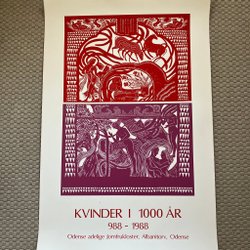 KVINDER I 1000 ÅR
988 - 1988
Odense adelige Jomfrukloster, Albanitorv, Odense